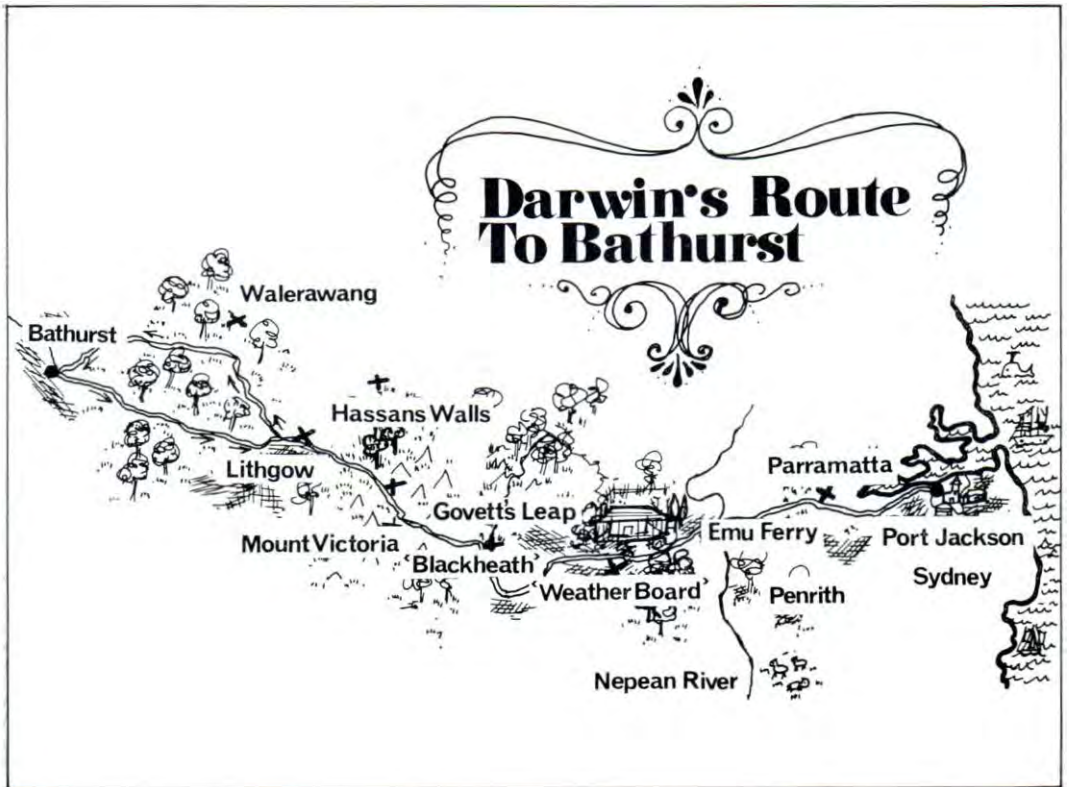 Darwin's Route
To Bathurst
Walerawang
Bathurst
Hassans Walls
Lithgow
Parramatta
Govetts Leap
Mount Victoria
Emu Ferry
Port Jackson
'Blackheath'
Sydney
'Weather Board'
Penrith
Nepean River